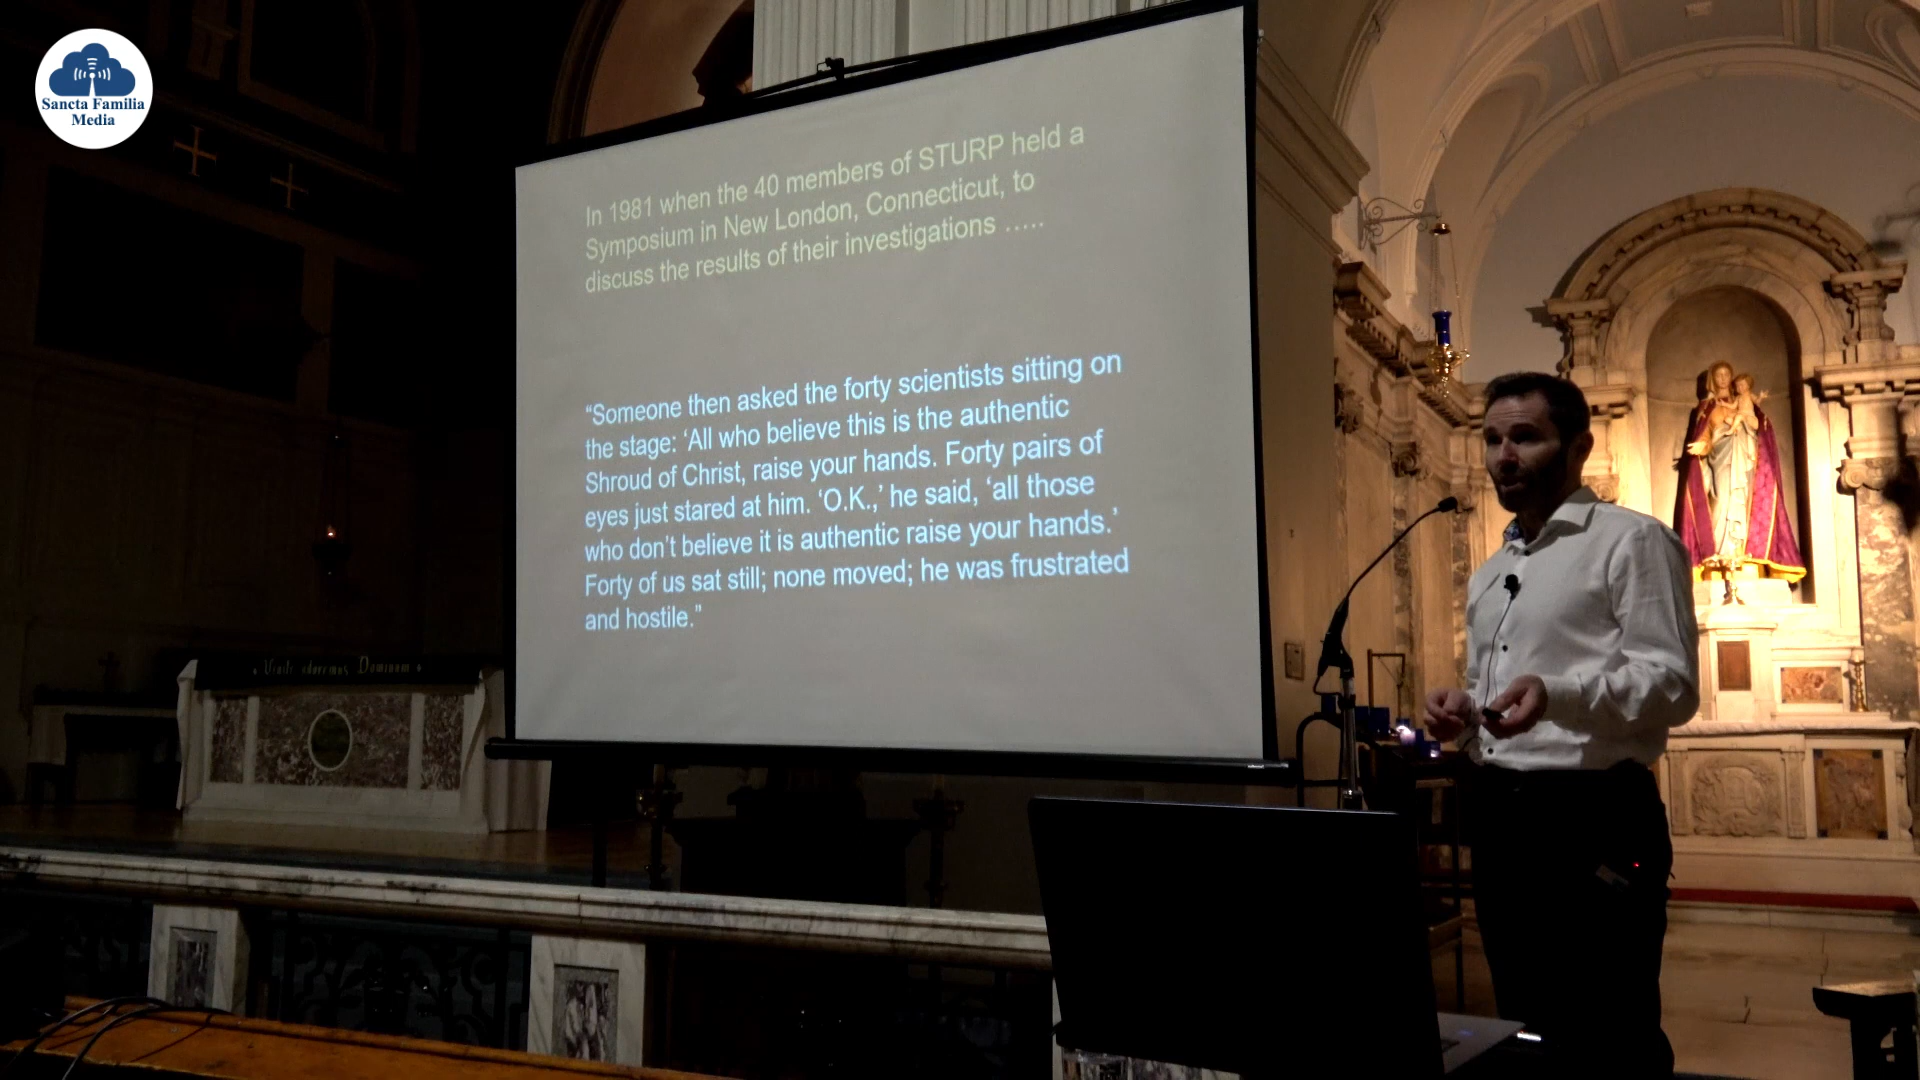 Sancta Familia
Media
In 1981 when the 40 members of STURP held a
Symposium in New London, Connecticut, to
discuss the results of their investigations .....
“Someone then asked the forty scientists sitting on
the stage: ‘All who believe this is the authentic
Shroud of Christ, raise your hands. Forty pairs of
eyes just stared at him. ‘O.K.,’ he said, ‘all those
who don’t believe it is authentic raise your hands.’
Forty of us sat still; none moved; he was frustrated
and hostile.”
Venite adoremus Dominum